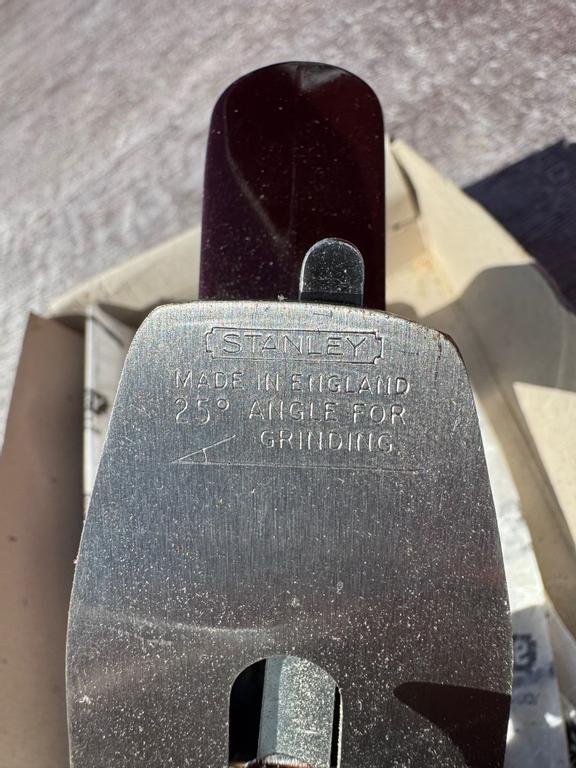 STANLEY
MADE IN ENGLAND
25° ANGLE FOR
GRINDING